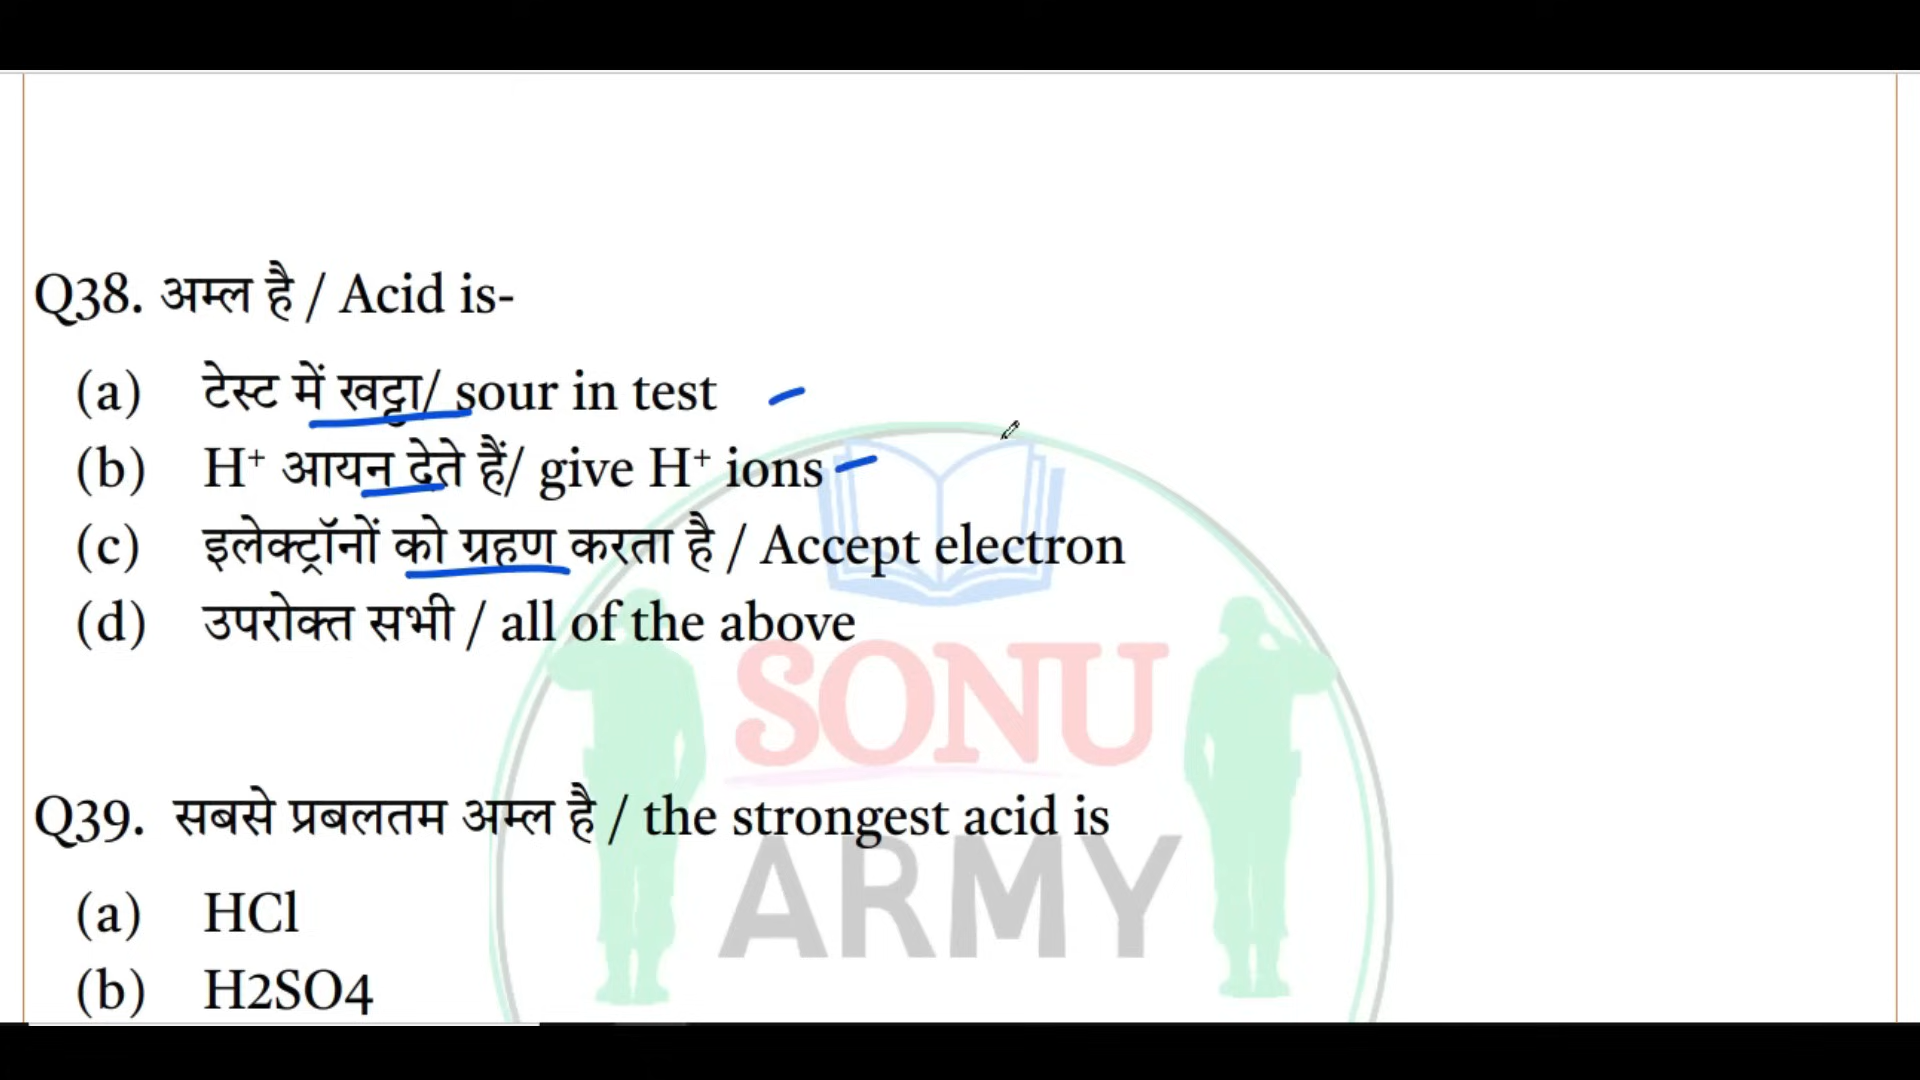 Q38. अम्ल है / Acid is-
(a) टेस्ट में खट्टा/ sour in test
(b) H⁺ आयन देते हैं/ give H⁺ ions
(c) इलेक्ट्रॉनों को ग्रहण करता है / Accept electron
(d) उपरोक्त सभी / all of the above
SONU
Q39. सबसे प्रबलतम अम्ल है / the strongest acid is
ARMY
(a) HCl
(b) H2SO4